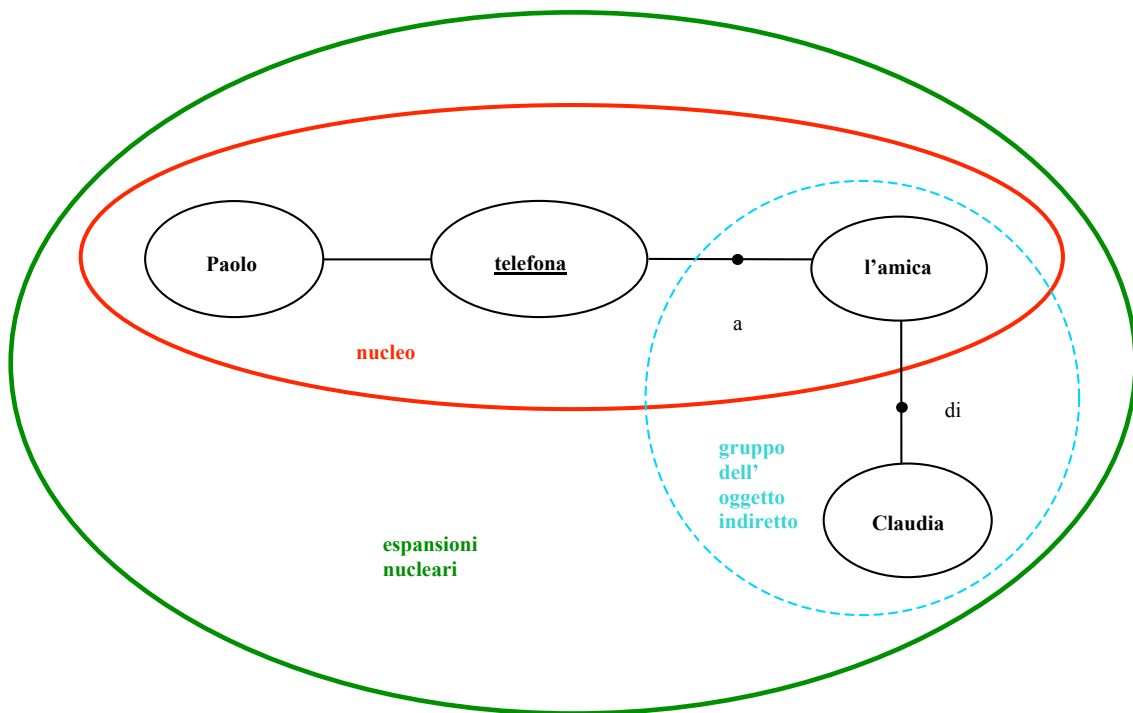 Paolo
telefona
l’amica
a
nucleo
di
gruppo
dell’
oggetto
indiretto
Claudia
espansioni
nucleari